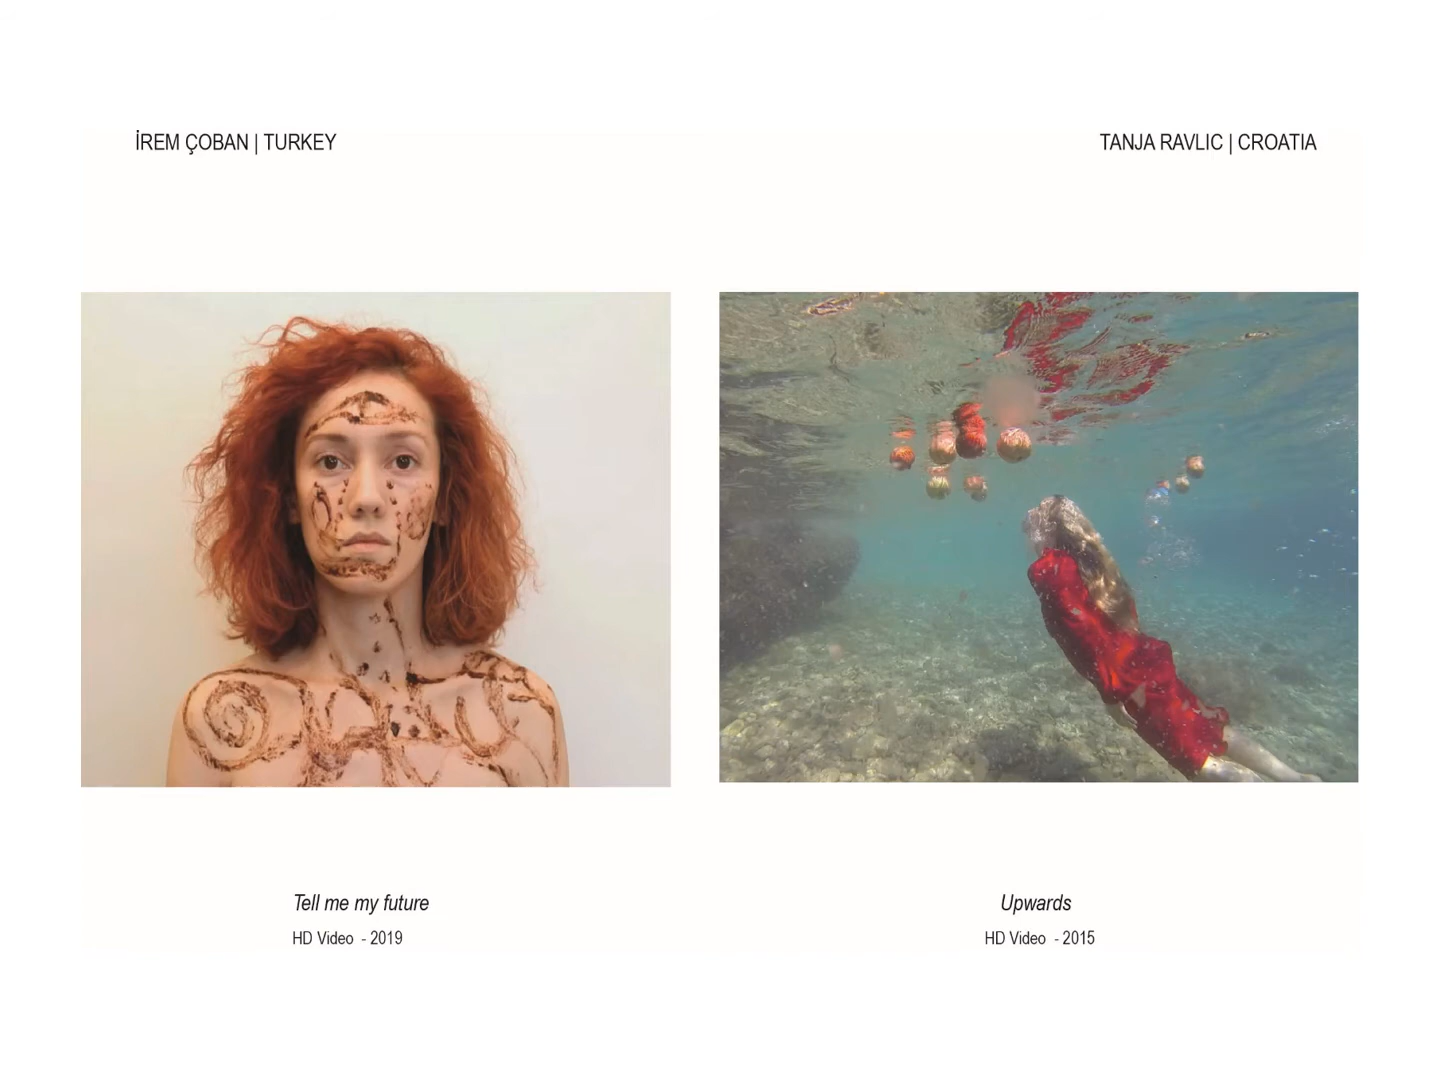 İREM ÇOBAN | TURKEY
TANJA RAVLIC | CROATIA
Tell me my future
HD Video - 2019
Upwards
HD Video - 2015